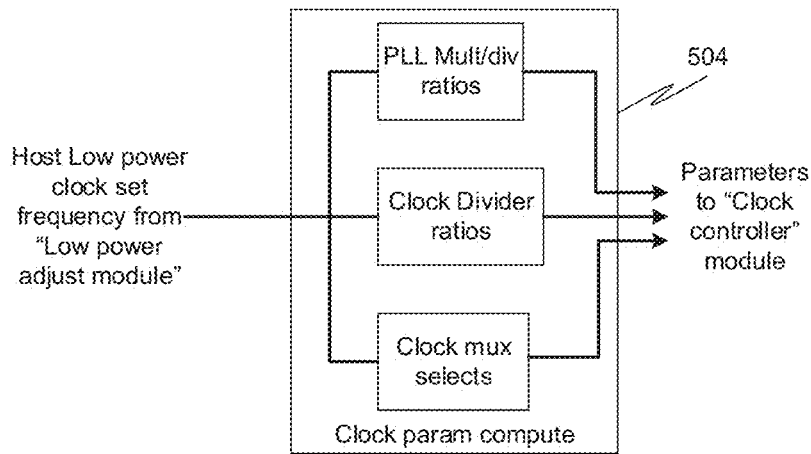 PLL Mult/div
ratios
504
Host Low power
clock set
frequency from
“Low power
adjust module”
Clock Divider
ratios
Parameters
to “Clock
controller”
module
Clock mux
selects
Clock param compute